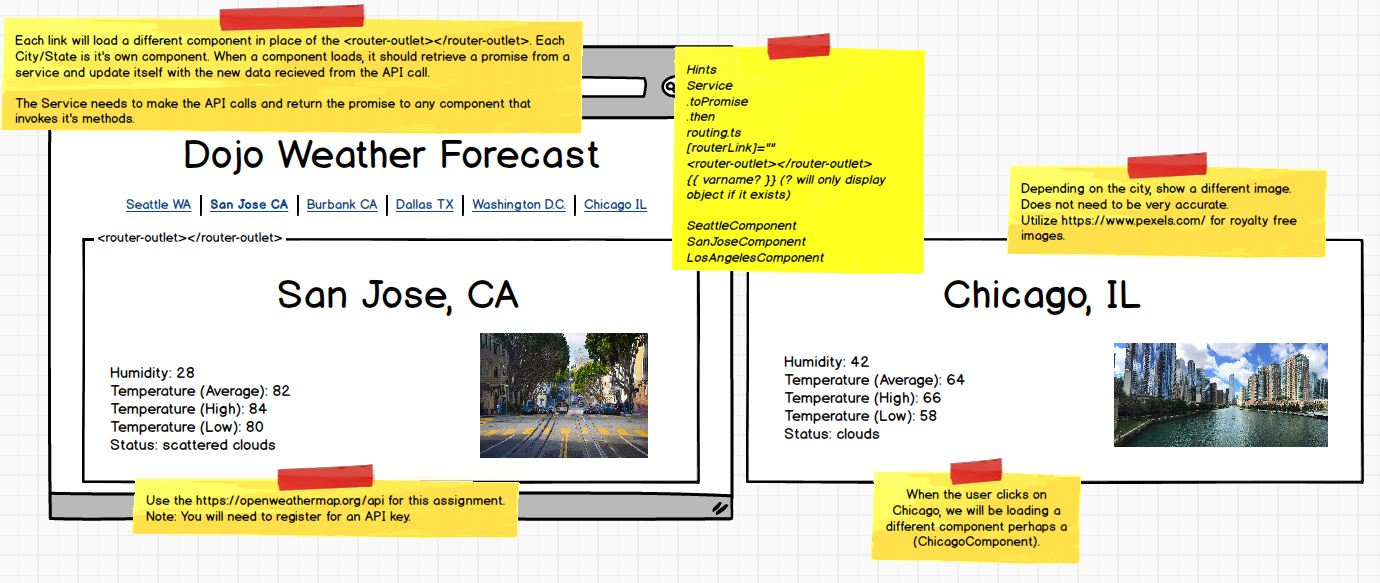 Each link will load a different component in place of the <router-outlet></router-outlet>. Each
City/State is it's own component. When a component loads, it should retrieve a promise from a
service and update itself with the new data recieved from the API call.
The Service needs to make the API calls and return the promise to any component that
invokes it's methods.
Hints
Service
.toPromise
.then
routing.ts
[routerLink]=""
<router-outlet></router-outlet>
{{ varname? }} (? will only display
object if it exists)
SeattleComponent
SanJoseComponent
LosAngelesComponent
Dojo Weather Forecast
Seattle WA | San Jose CA | Burbank CA | Dallas TX | Washington D.C. | Chicago IL
<router-outlet></router-outlet>
San Jose, CA
Humidity: 28
Temperature (Average): 82
Temperature (High): 84
Temperature (Low): 80
Status: scattered clouds
Use the https://openweathermap.org/api for this assignment.
Note: You will need to register for an API key.
Depending on the city, show a different image.
Does not need to be very accurate.
Utilize https://www.pexels.com/ for royalty free
images.
Chicago, IL
Humidity: 42
Temperature (Average): 64
Temperature (High): 66
Temperature (Low): 58
Status: clouds
When the user clicks on
Chicago, we will be loading a
different component perhaps a
(ChicagoComponent).